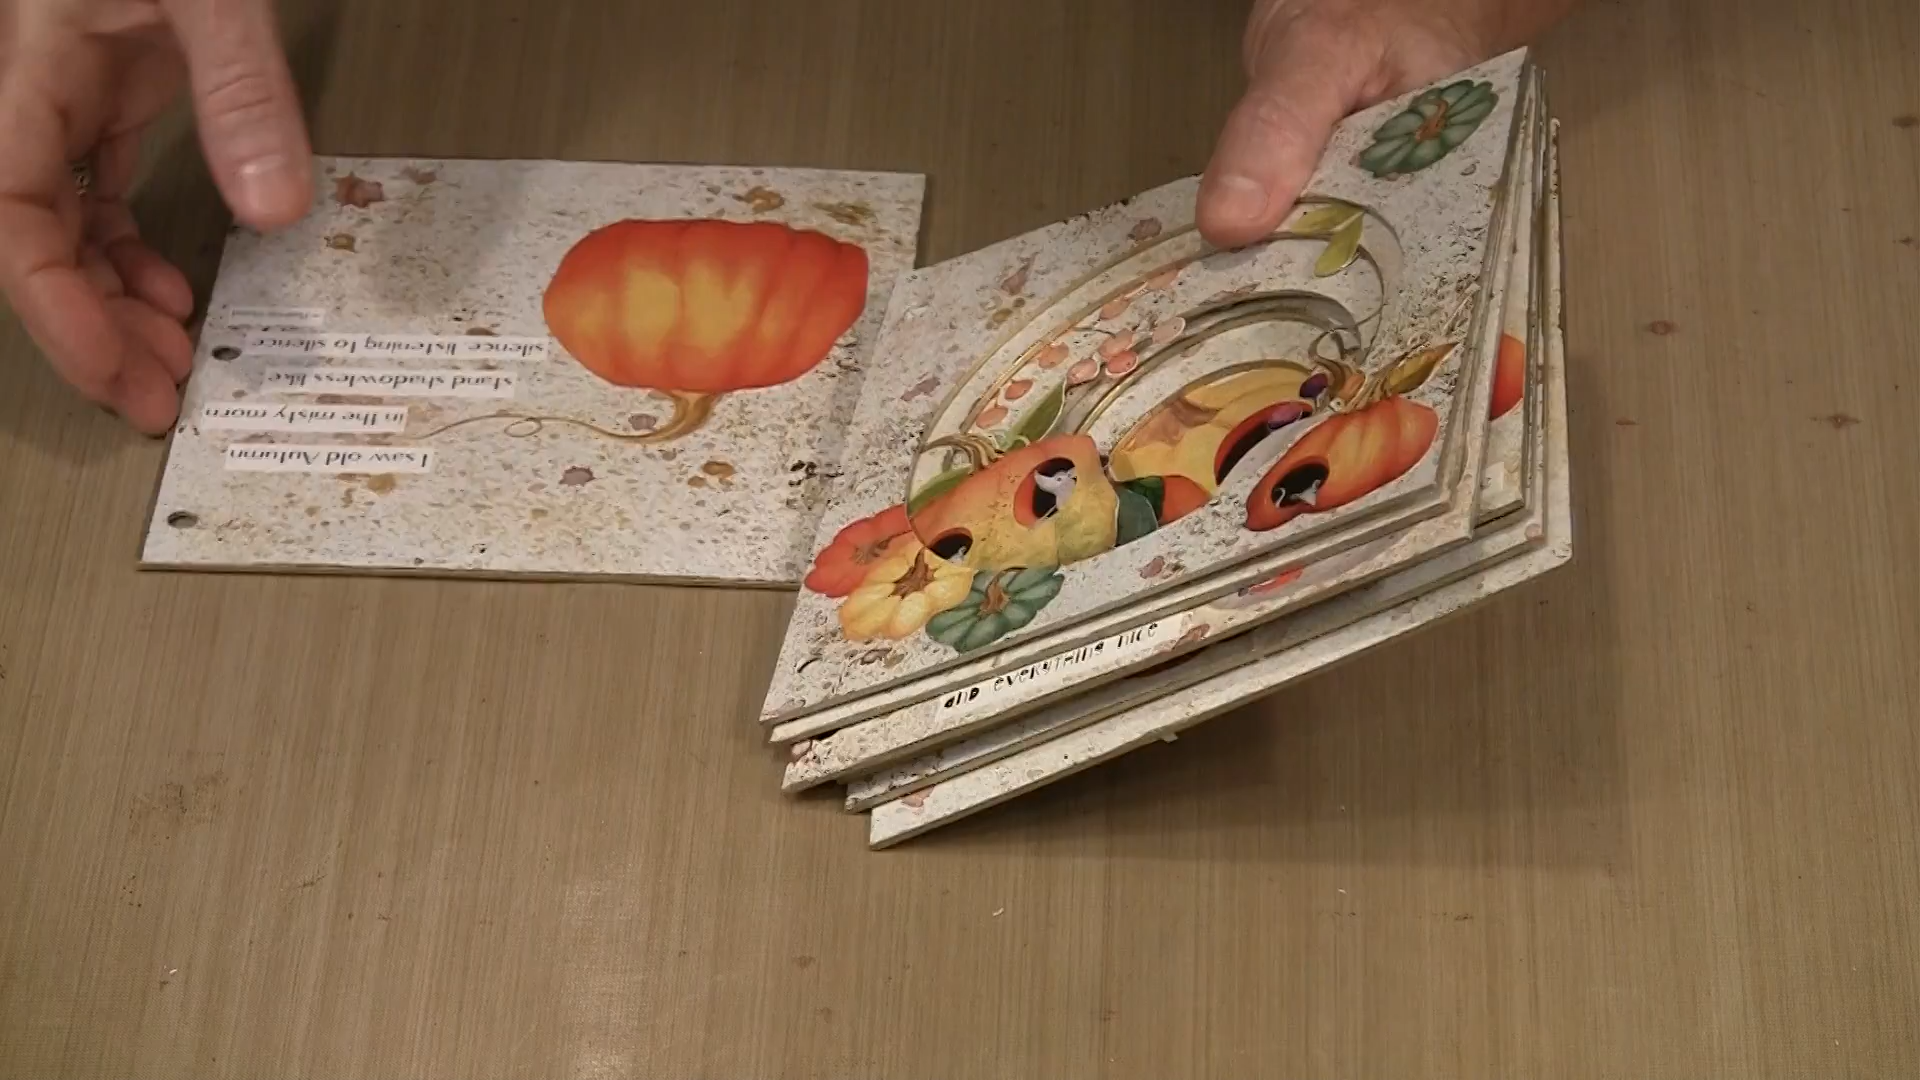 I saw old Autumn
in the misty morn
stand shadowless like
silence listening to silence
and everything nice